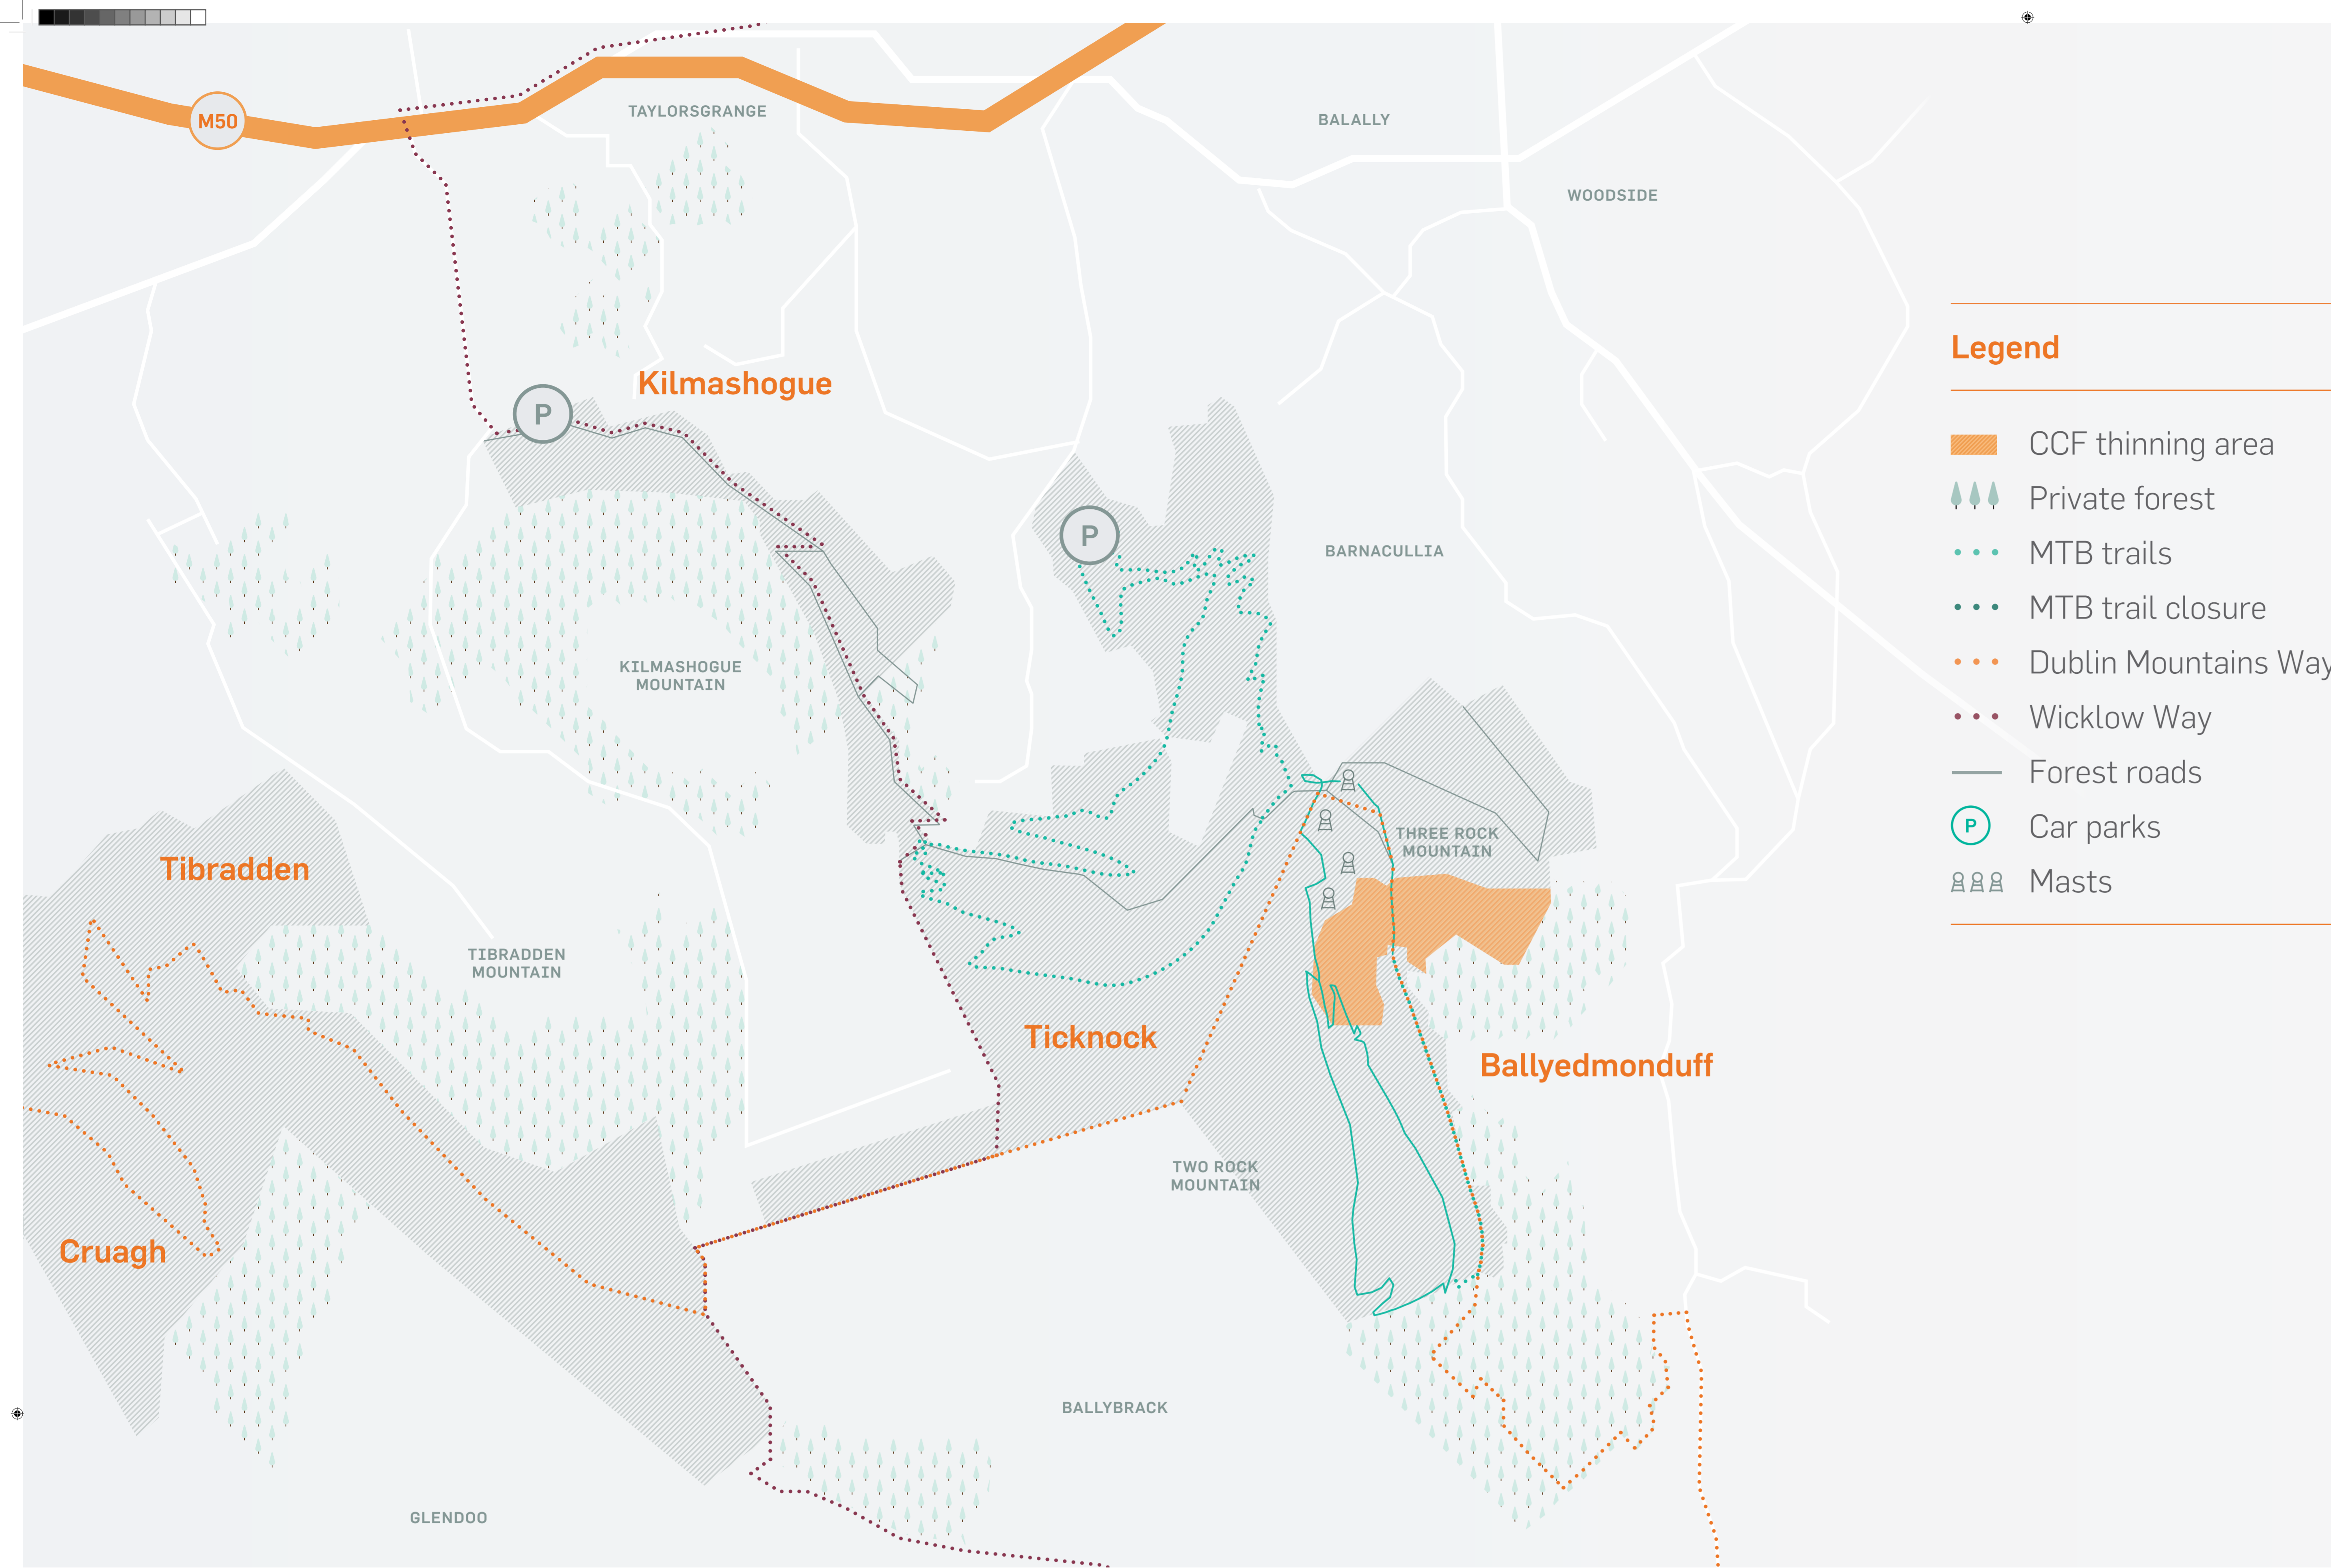 M50
TAYLORSGRANGE
BALALLY
WOODSIDE
Kilmashogue
P
P
BARNACULLIA
KILMASHOGUE
MOUNTAIN
THREE ROCK
MOUNTAIN
Tibradden
TIBRADDEN
MOUNTAIN
Ticknock
Ballyedmonduff
TWO ROCK
MOUNTAIN
Cruagh
BALLYBRACK
GLENDOO
Legend
CCF thinning area
Private forest
MTB trails
MTB trail closure
Dublin Mountains Way
Wicklow Way
Forest roads
P Car parks
Masts